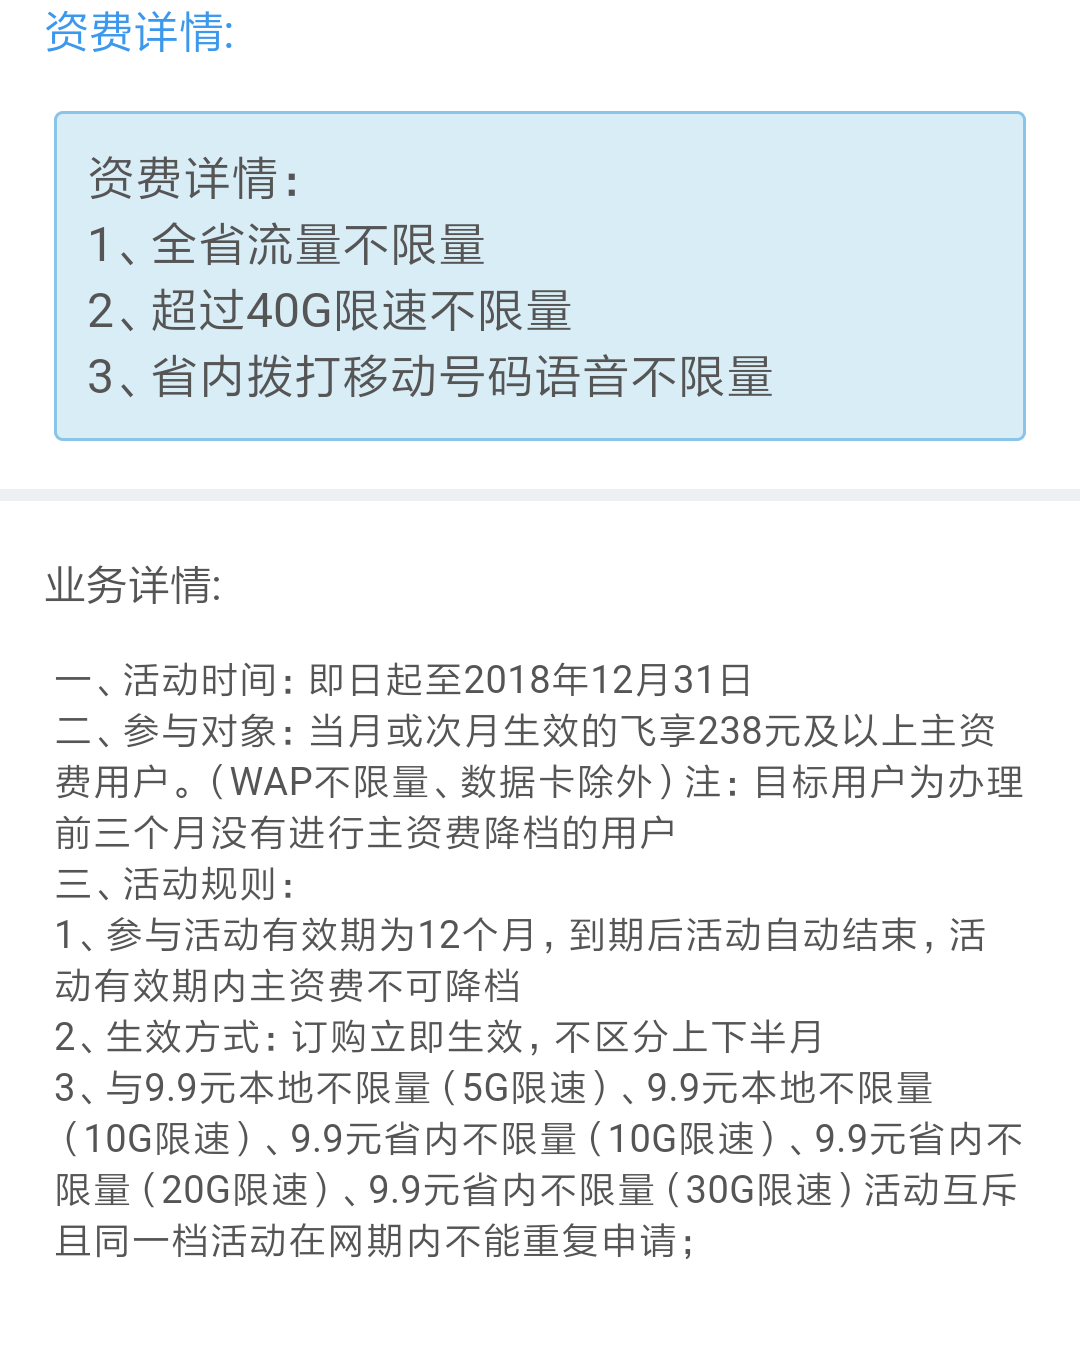 资费详情:
资费详情：
1、全省流量不限量
2、超过40G限速不限量
3、省内拨打移动号码语音不限量
业务详情:
一、活动时间：即日起至2018年12月31日
二、参与对象：当月或次月生效的飞享238元及以上主资
费用户。（WAP不限量、数据卡除外）注：目标用户为办理
前三个月没有进行主资费降档的用户
三、活动规则：
1、参与活动有效期为12个月，到期后活动自动结束，活
动有效期内主资费不可降档
2、生效方式：订购立即生效，不区分上下半月
3、与9.9元本地不限量（5G限速）、9.9元本地不限量
（10G限速）、9.9元省内不限量（10G限速）、9.9元省内不
限量（20G限速）、9.9元省内不限量（30G限速）活动互斥
且同一档活动在网期内不能重复申请；